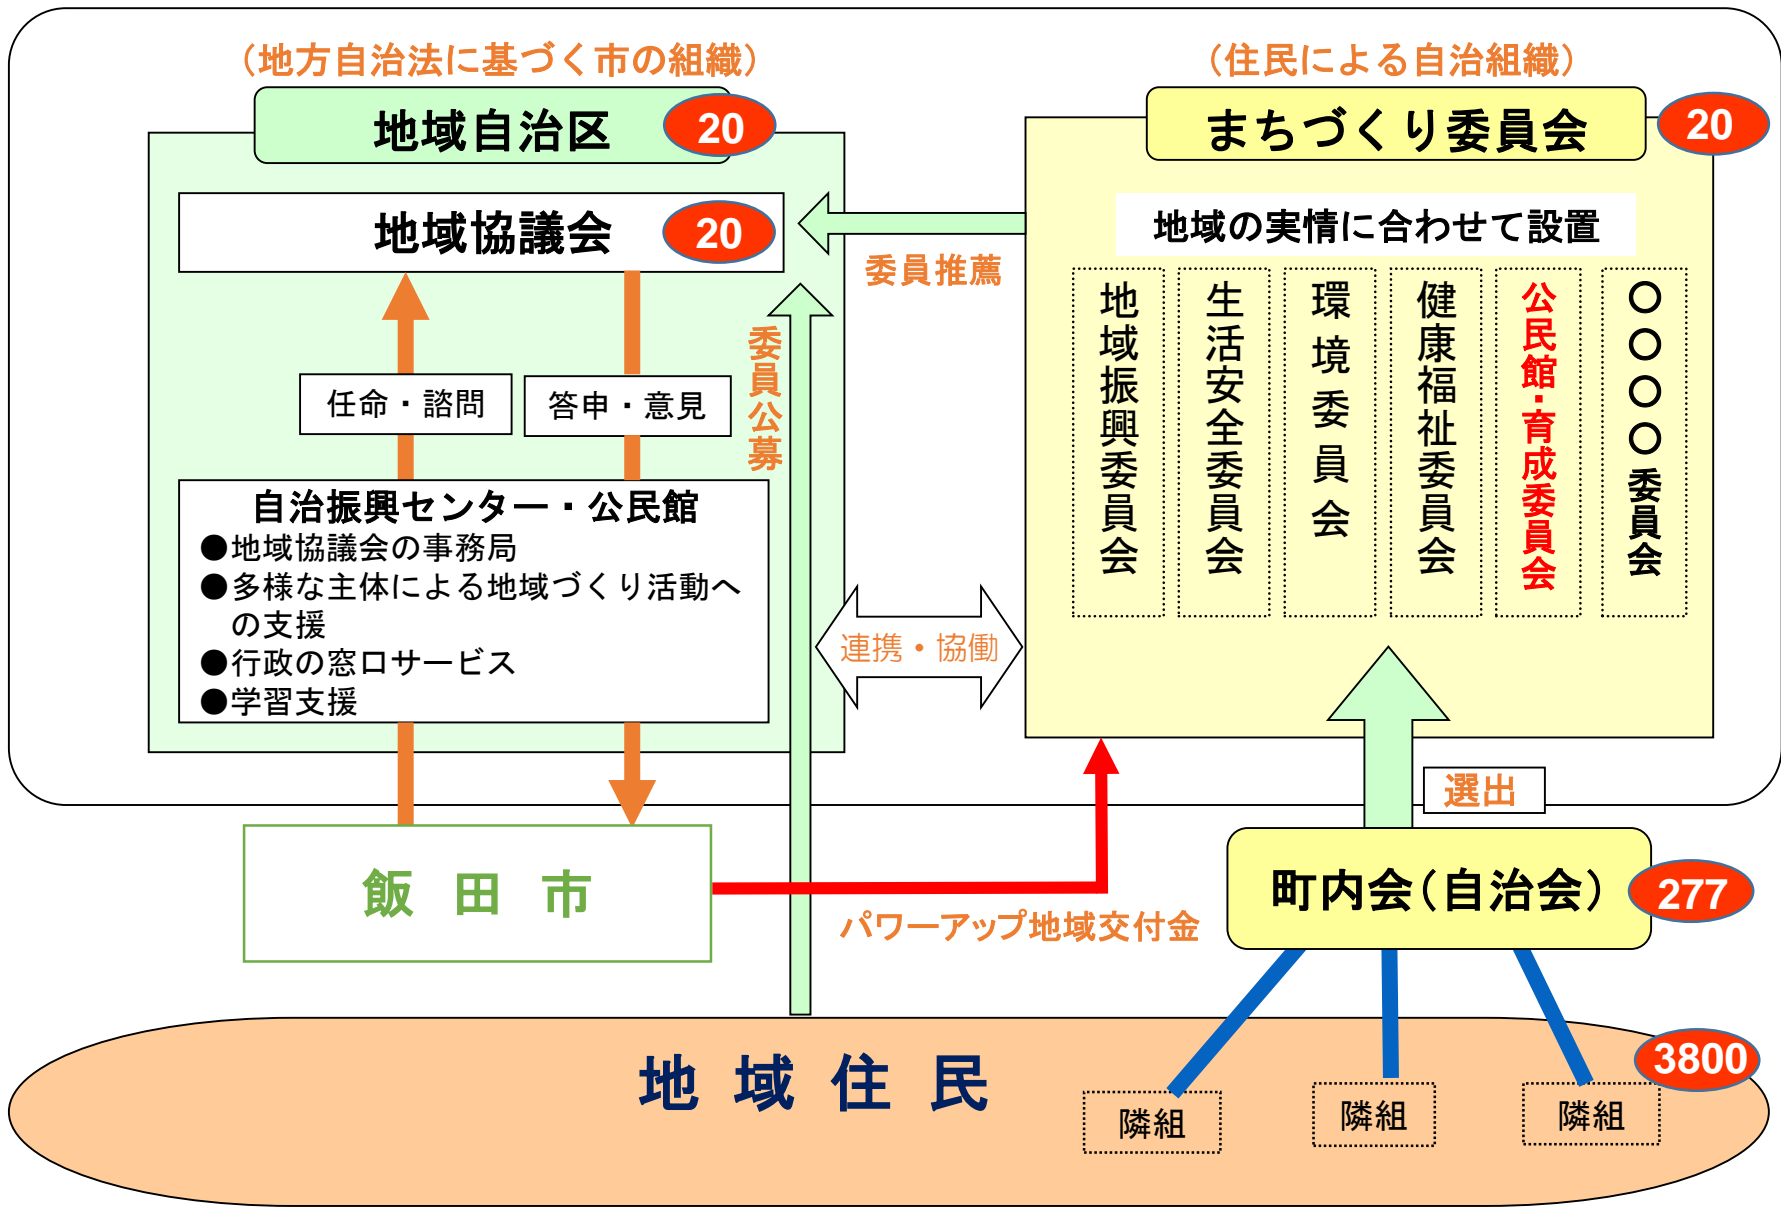 （地方自治法に基づく市の組織）
（住民による自治組織）
地域自治区
20
まちづくり委員会
20
地域協議会
20
地域の実情に合わせて設置
委員推薦
地域振興委員会
生活安全委員会
環境委員会
健康福祉委員会
公民館・育成委員会
〇〇〇〇委員会
委員公募
任命・諮問
答申・意見
自治振興センター・公民館
●地域協議会の事務局
●多様な主体による地域づくり活動へ
の支援
●行政の窓口サービス
●学習支援
連携・協働
選出
飯田市
パワーアップ地域交付金
町内会（自治会）
277
地域住民
3800
隣組
隣組
隣組